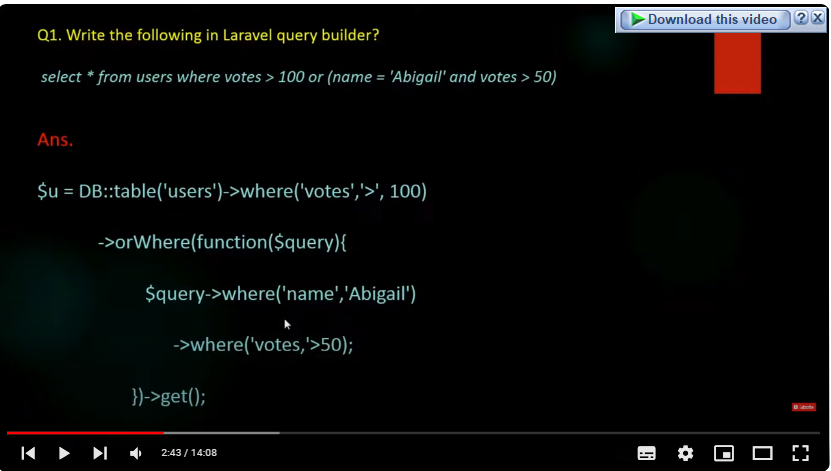 Download this video ? X
Q1. Write the following in Laravel query builder?
select * from users where votes > 100 or (name = 'Abigail' and votes > 50)
Ans.
$u = DB::table('users')->where('votes','>', 100)
->orWhere(function($query){
$query->where('name','Abigail')
->where('votes,'>50);
})->get();
2:43 / 14:08